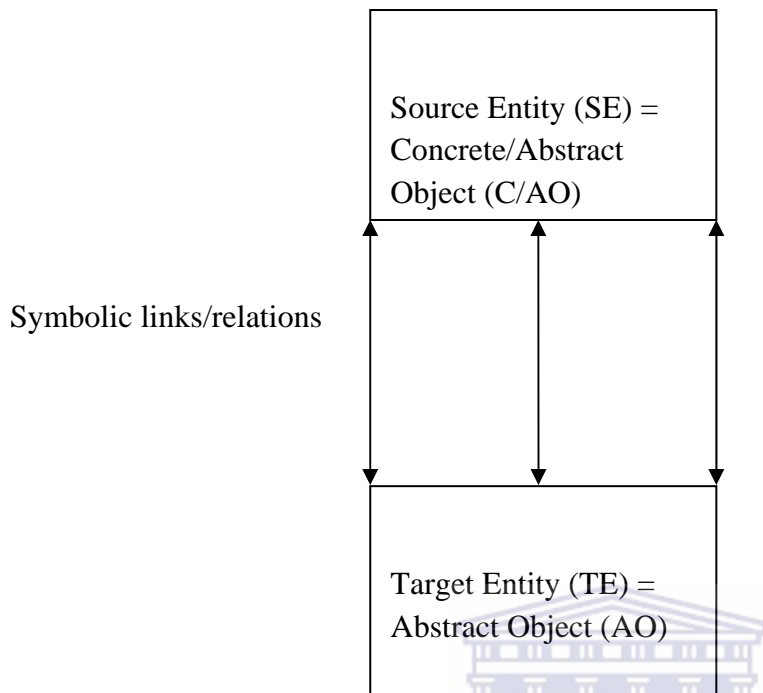 Source Entity (SE) =
Concrete/Abstract
Object (C/AO)
Symbolic links/relations
Target Entity (TE) =
Abstract Object (AO)